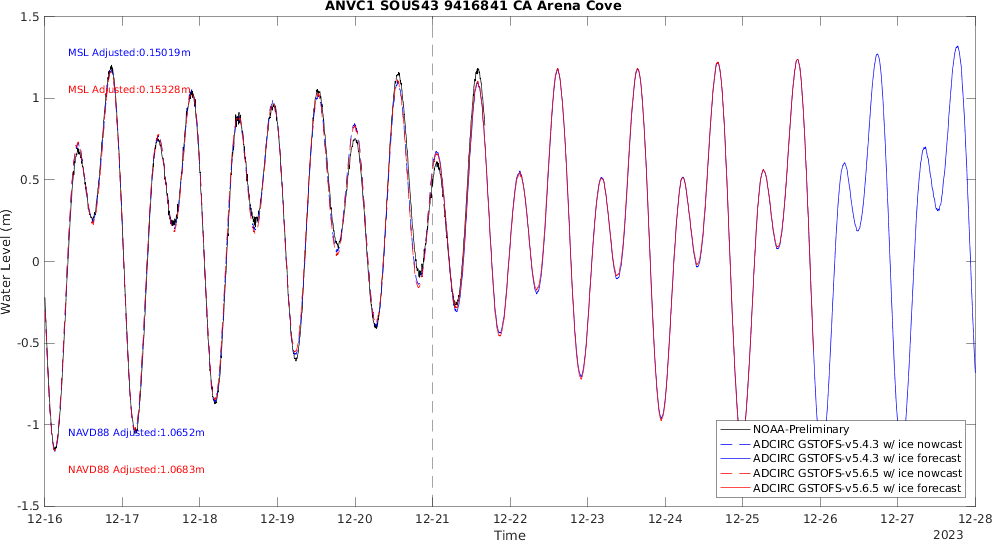 ANVC1 SOUS43 9416841 CA Arena Cove
1.5
MSL Adjusted:0.15019m
1
MSL Adjusted:0.15328m
0.5
Water Level (m)
0
-0.5
-1
NAVD88 Adjusted:1.0652m
NAVD88 Adjusted:1.0683m
-1.5
NOAA-Preliminary
ADCIRC GSTOFS-v5.4.3 w/ ice nowcast
ADCIRC GSTOFS-v5.4.3 w/ ice forecast
ADCIRC GSTOFS-v5.6.5 w/ ice nowcast
ADCIRC GSTOFS-v5.6.5 w/ ice forecast
12-16 12-17 12-18 12-19 12-20 12-21 12-22 12-23 12-24 12-25 12-26 12-27 12-28
Time
2023